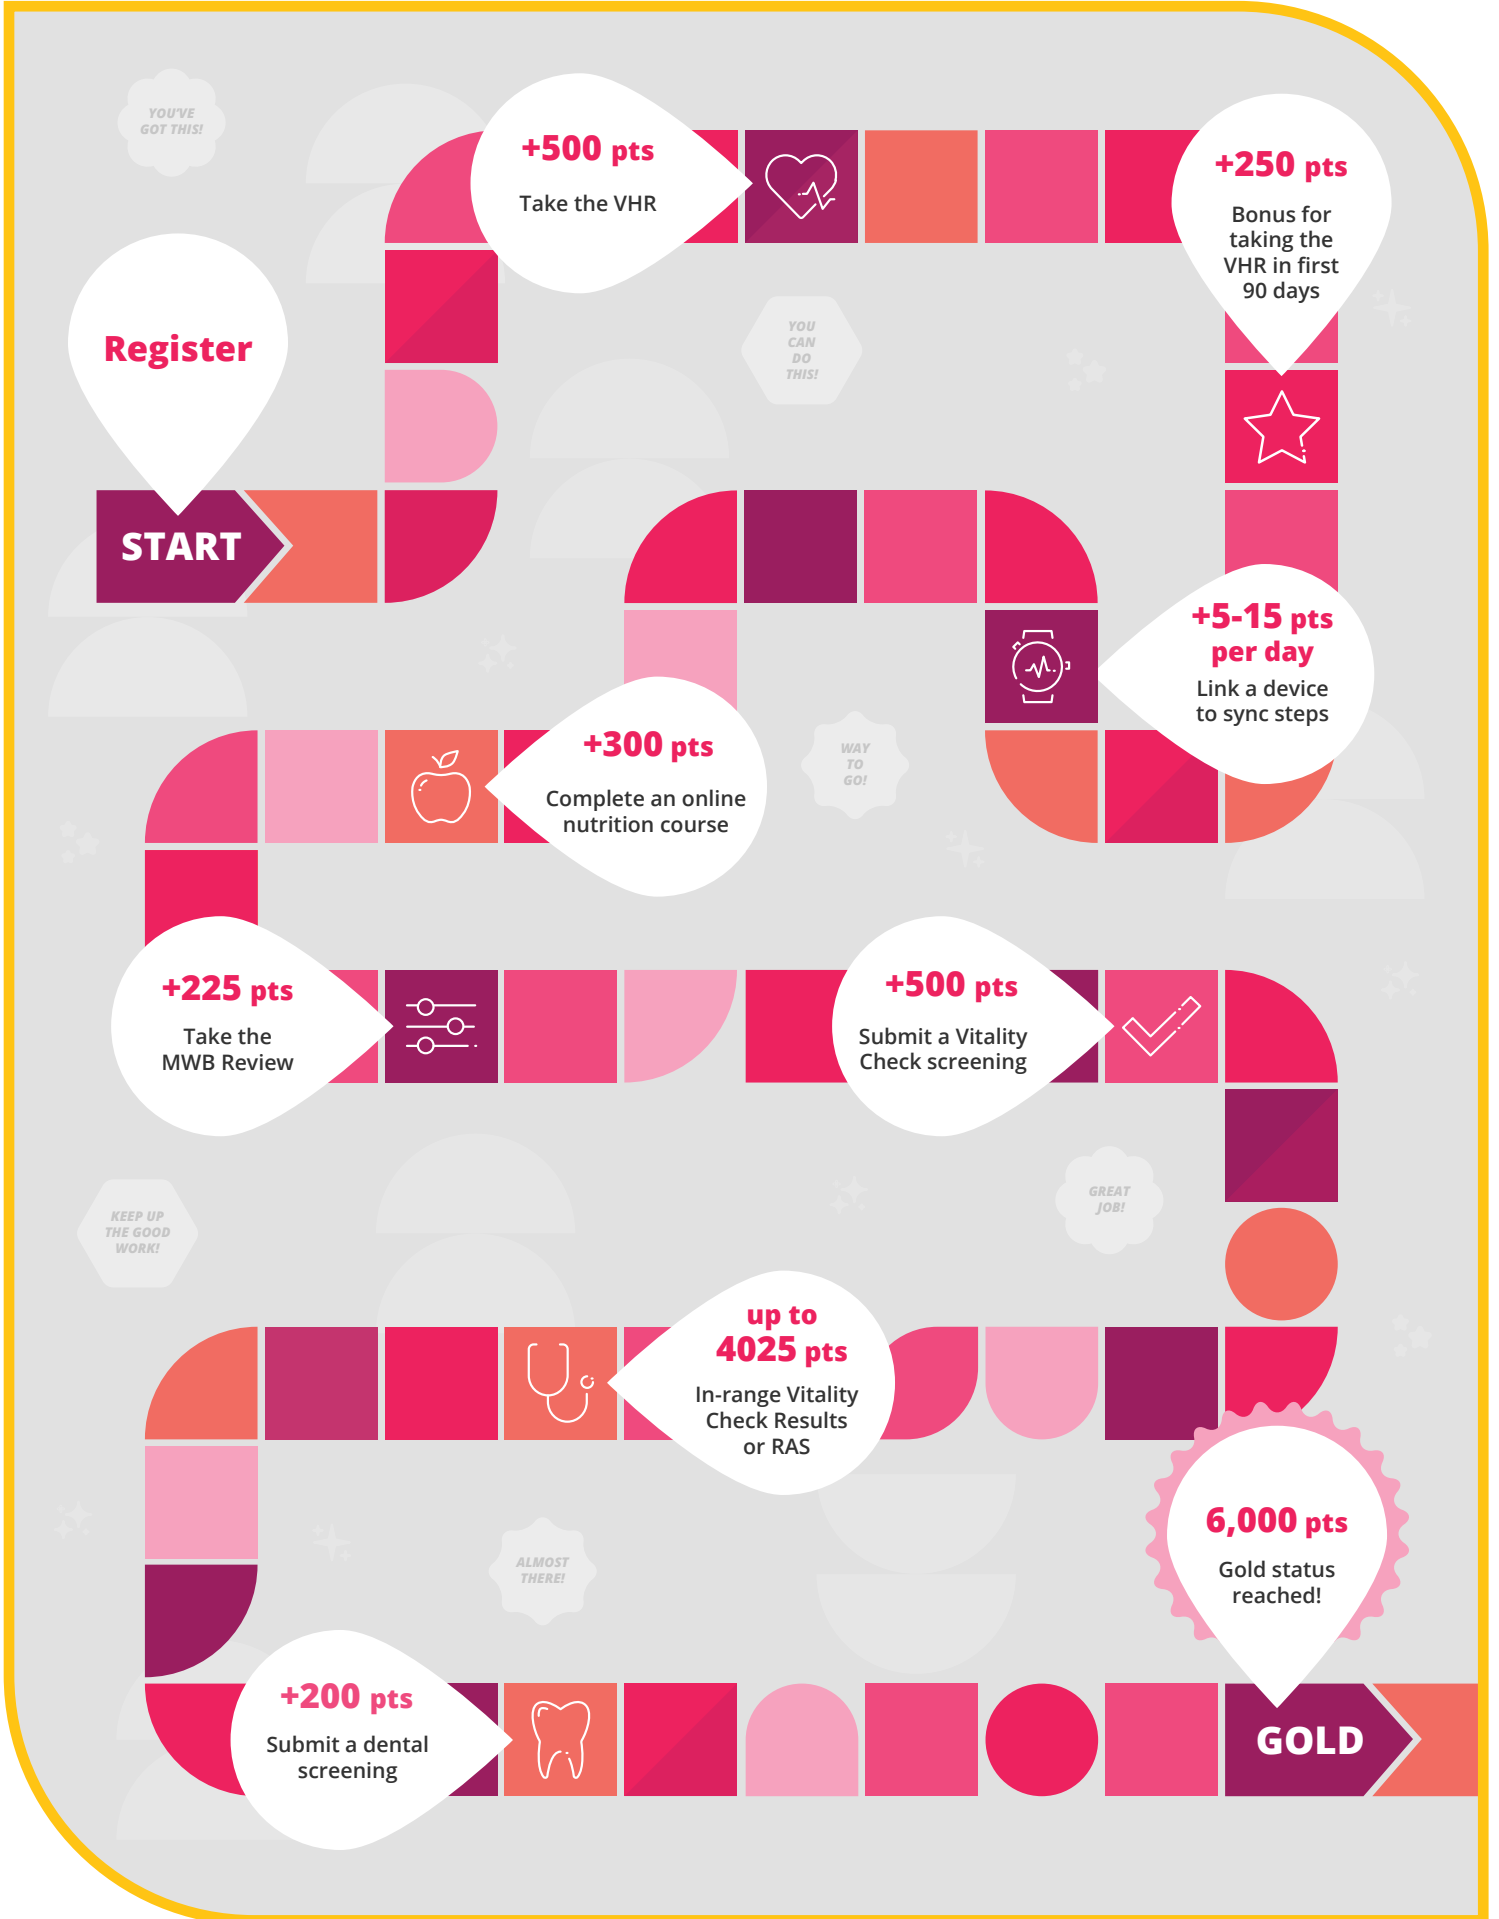 YOU'VE
GOT THIS!
Register
START
+500 pts
Take the VHR
+250 pts
Bonus for
taking the
VHR in first
90 days
YOU
CAN
DO
THIS!
+5-15 pts
per day
Link a device
to sync steps
WAY
TO
GO!
+300 pts
Complete an online
nutrition course
+225 pts
Take the
MWB Review
+500 pts
Submit a Vitality
Check screening
KEEP UP
THE GOOD
WORK!
GREAT
JOB!
up to
4025 pts
In-range Vitality
Check Results
or RAS
ALMOST
THERE!
+200 pts
Submit a dental
screening
6,000 pts
Gold status
reached!
GOLD